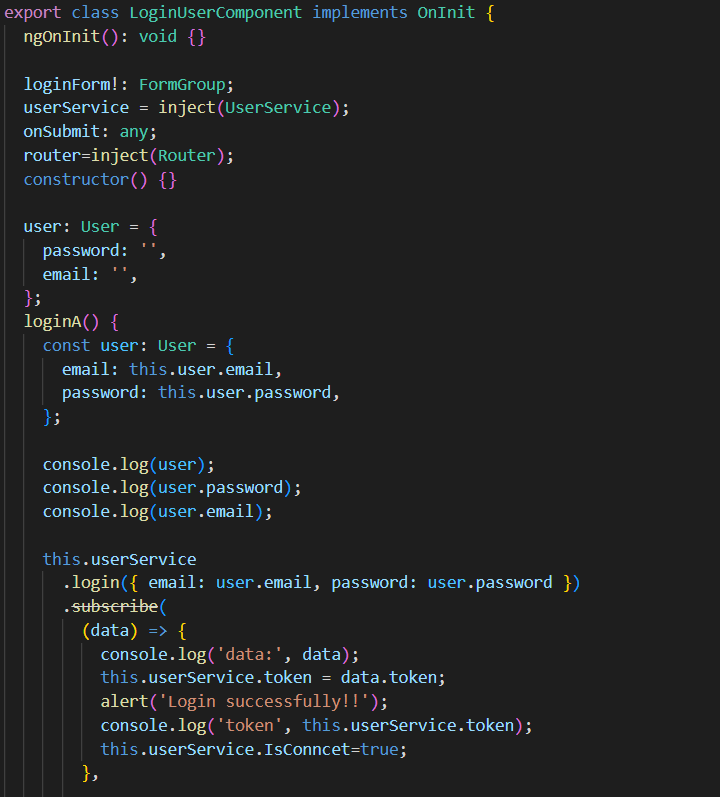 export class LoginUserComponent implements OnInit {
  ngOnInit(): void {}

  loginForm!: FormGroup;
  userService = inject(UserService);
  onSubmit: any;
  router=inject(Router);
  constructor() {}

  user: User = {
    password: '',
    email: '',
  };
  loginA() {
    const user: User = {
      email: this.user.email,
      password: this.user.password,
    };

    console.log(user);
    console.log(user.password);
    console.log(user.email);

    this.userService
      .login({ email: user.email, password: user.password })
      .subscribe(
        (data) => {
          console.log('data:', data);
          this.userService.token = data.token;
          alert('Login successfully!!');
          console.log('token', this.userService.token);
          this.userService.IsConncet=true;
        },